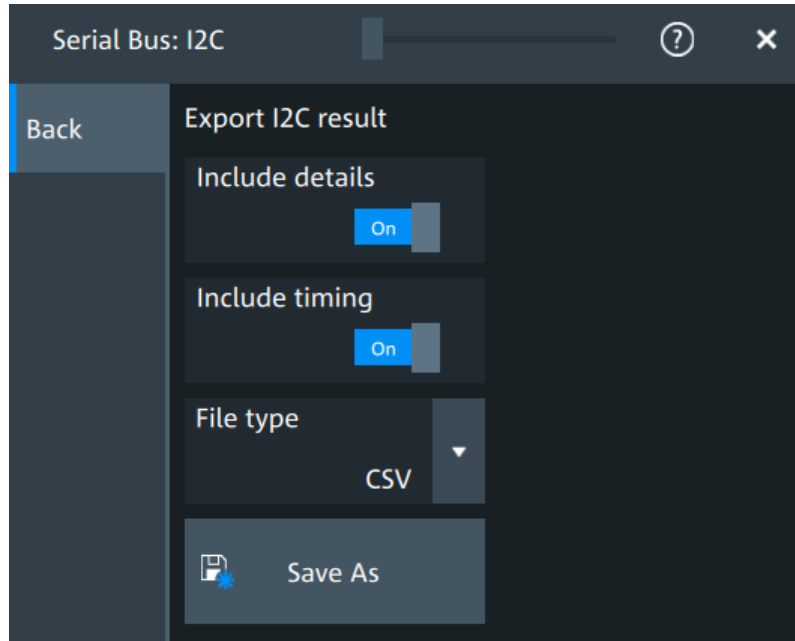 Serial Bus: I2C
?
Back
Export I2C result
Include details
On
Include timing
On
File type
CSV
Save As